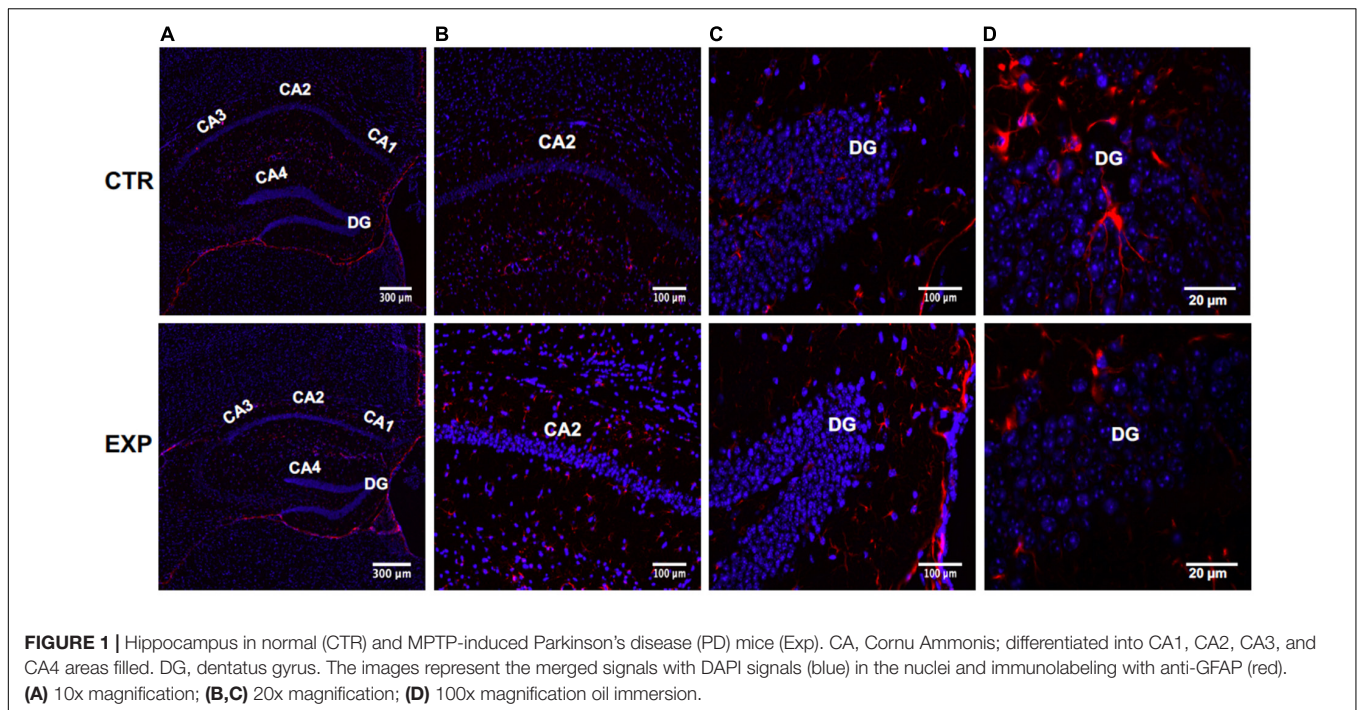 A B C D
CTR
CA3 CA2 CA1
CA4
DG
300 µm
CA2
100 µm
DG
100 µm
DG
20 µm
EXP
CA3 CA2 CA1
CA4
DG
300 µm
CA2
100 µm
DG
100 µm
DG
20 µm
FIGURE 1 | Hippocampus in normal (CTR) and MPTP-induced Parkinson's disease (PD) mice (Exp). CA, Cornu Ammonis; differentiated into CA1, CA2, CA3, and
CA4 areas filled. DG, dentatus gyrus. The images represent the merged signals with DAPI signals (blue) in the nuclei and immunolabeling with anti-GFAP (red).
(A) 10x magnification; (B,C) 20x magnification; (D) 100x magnification oil immersion.